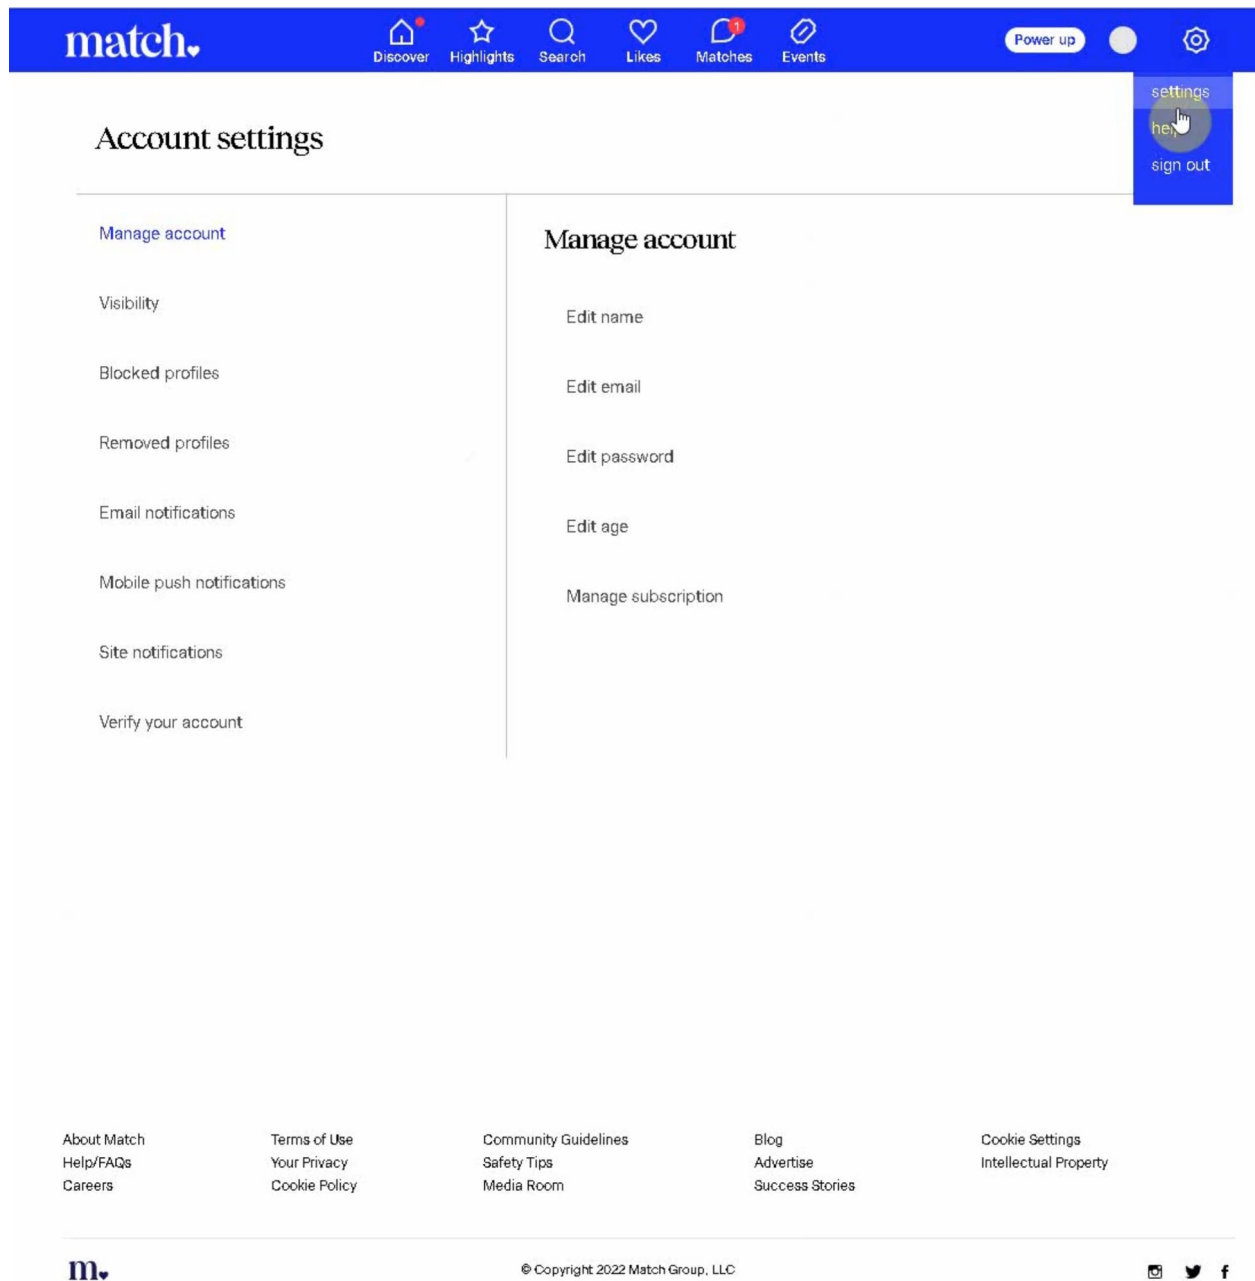 match
Discover Highlights Search Likes 1 Matches Events Power up
settings
help
sign out
Account settings
Manage account
Visibility
Blocked profiles
Removed profiles
Email notifications
Mobile push notifications
Site notifications
Verify your account
Manage account
Edit name
Edit email
Edit password
Edit age
Manage subscription
About Match Terms of Use Community Guidelines Blog Cookie Settings
Help/FAQs Your Privacy Safety Tips Advertise Intellectual Property
Careers Cookie Policy Media Room Success Stories
m © Copyright 2022 Match Group, LLC